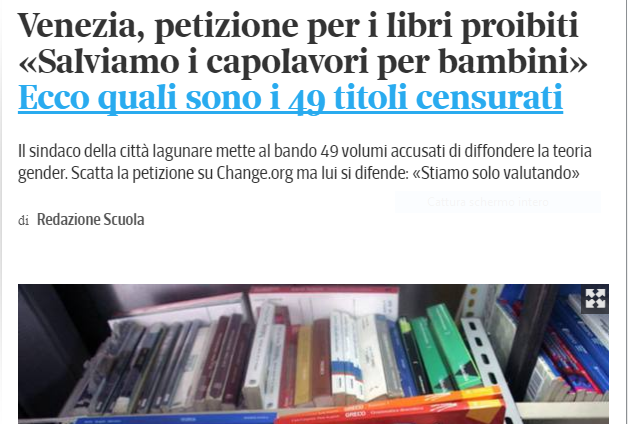 Venezia, petizione per i libri proibiti
«Salviamo i capolavori per bambini»
Ecco quali sono i 49 titoli censurati
Il sindaco della città lagunare mette al bando 49 volumi accusati di diffondere la teoria
gender. Scatta la petizione su Change.org ma lui si difende: «Stiamo solo valutando»
Cattura schermo intero
di Redazione Scuola
GRECO
GRECO